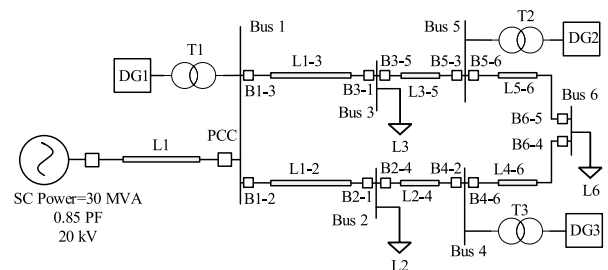 Bus 1
Bus 5
T2
T1
DG1
DG2
L1-3
B3-5
B5-3
B5-6
B1-3
B3-1
L3-5
L5-6
Bus 6
Bus 3
B6-5
PCC
L3
B6-4
L1
L1-2
B2-4
B4-2
L4-6
L6
SC Power=30 MVA
0.85 PF
20 kV
B1-2
B2-1
L2-4
B4-6
T3
Bus 2
Bus 4
DG3
L2